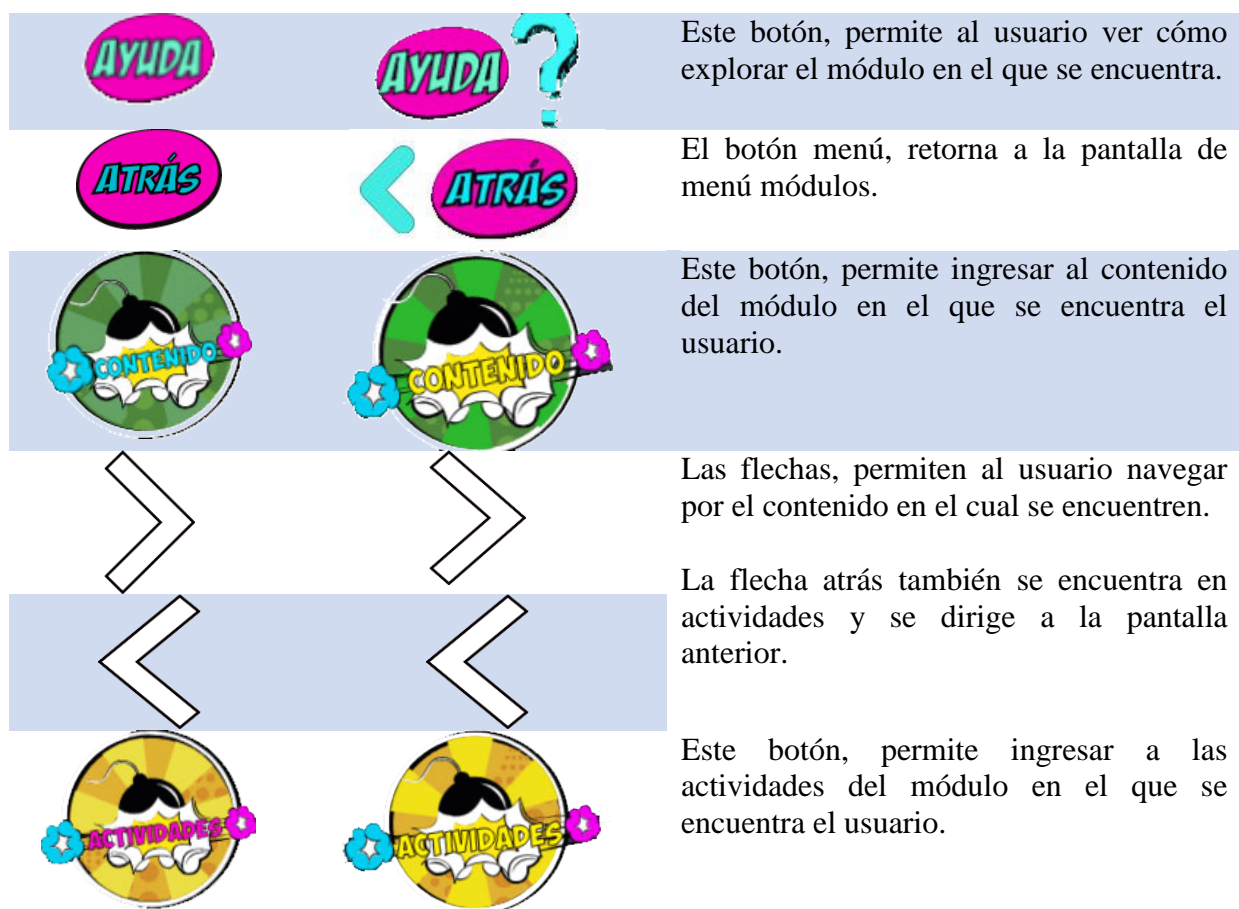 AYUDA
AYUDA ?
Este botón, permite al usuario ver cómo
explorar el módulo en el que se encuentra.
ATRÁS
ATRÁS
El botón menú, retorna a la pantalla de
menú módulos.
CONTENIDO
CONTENIDO
Este botón, permite ingresar al contenido
del módulo en el que se encuentra el
usuario.
Las flechas, permiten al usuario navegar
por el contenido en el cual se encuentren.
La flecha atrás también se encuentra en
actividades y se dirige a la pantalla
anterior.
ACTIVIDADES
ACTIVIDADES
Este botón, permite ingresar a las
actividades del módulo en el que se
encuentra el usuario.